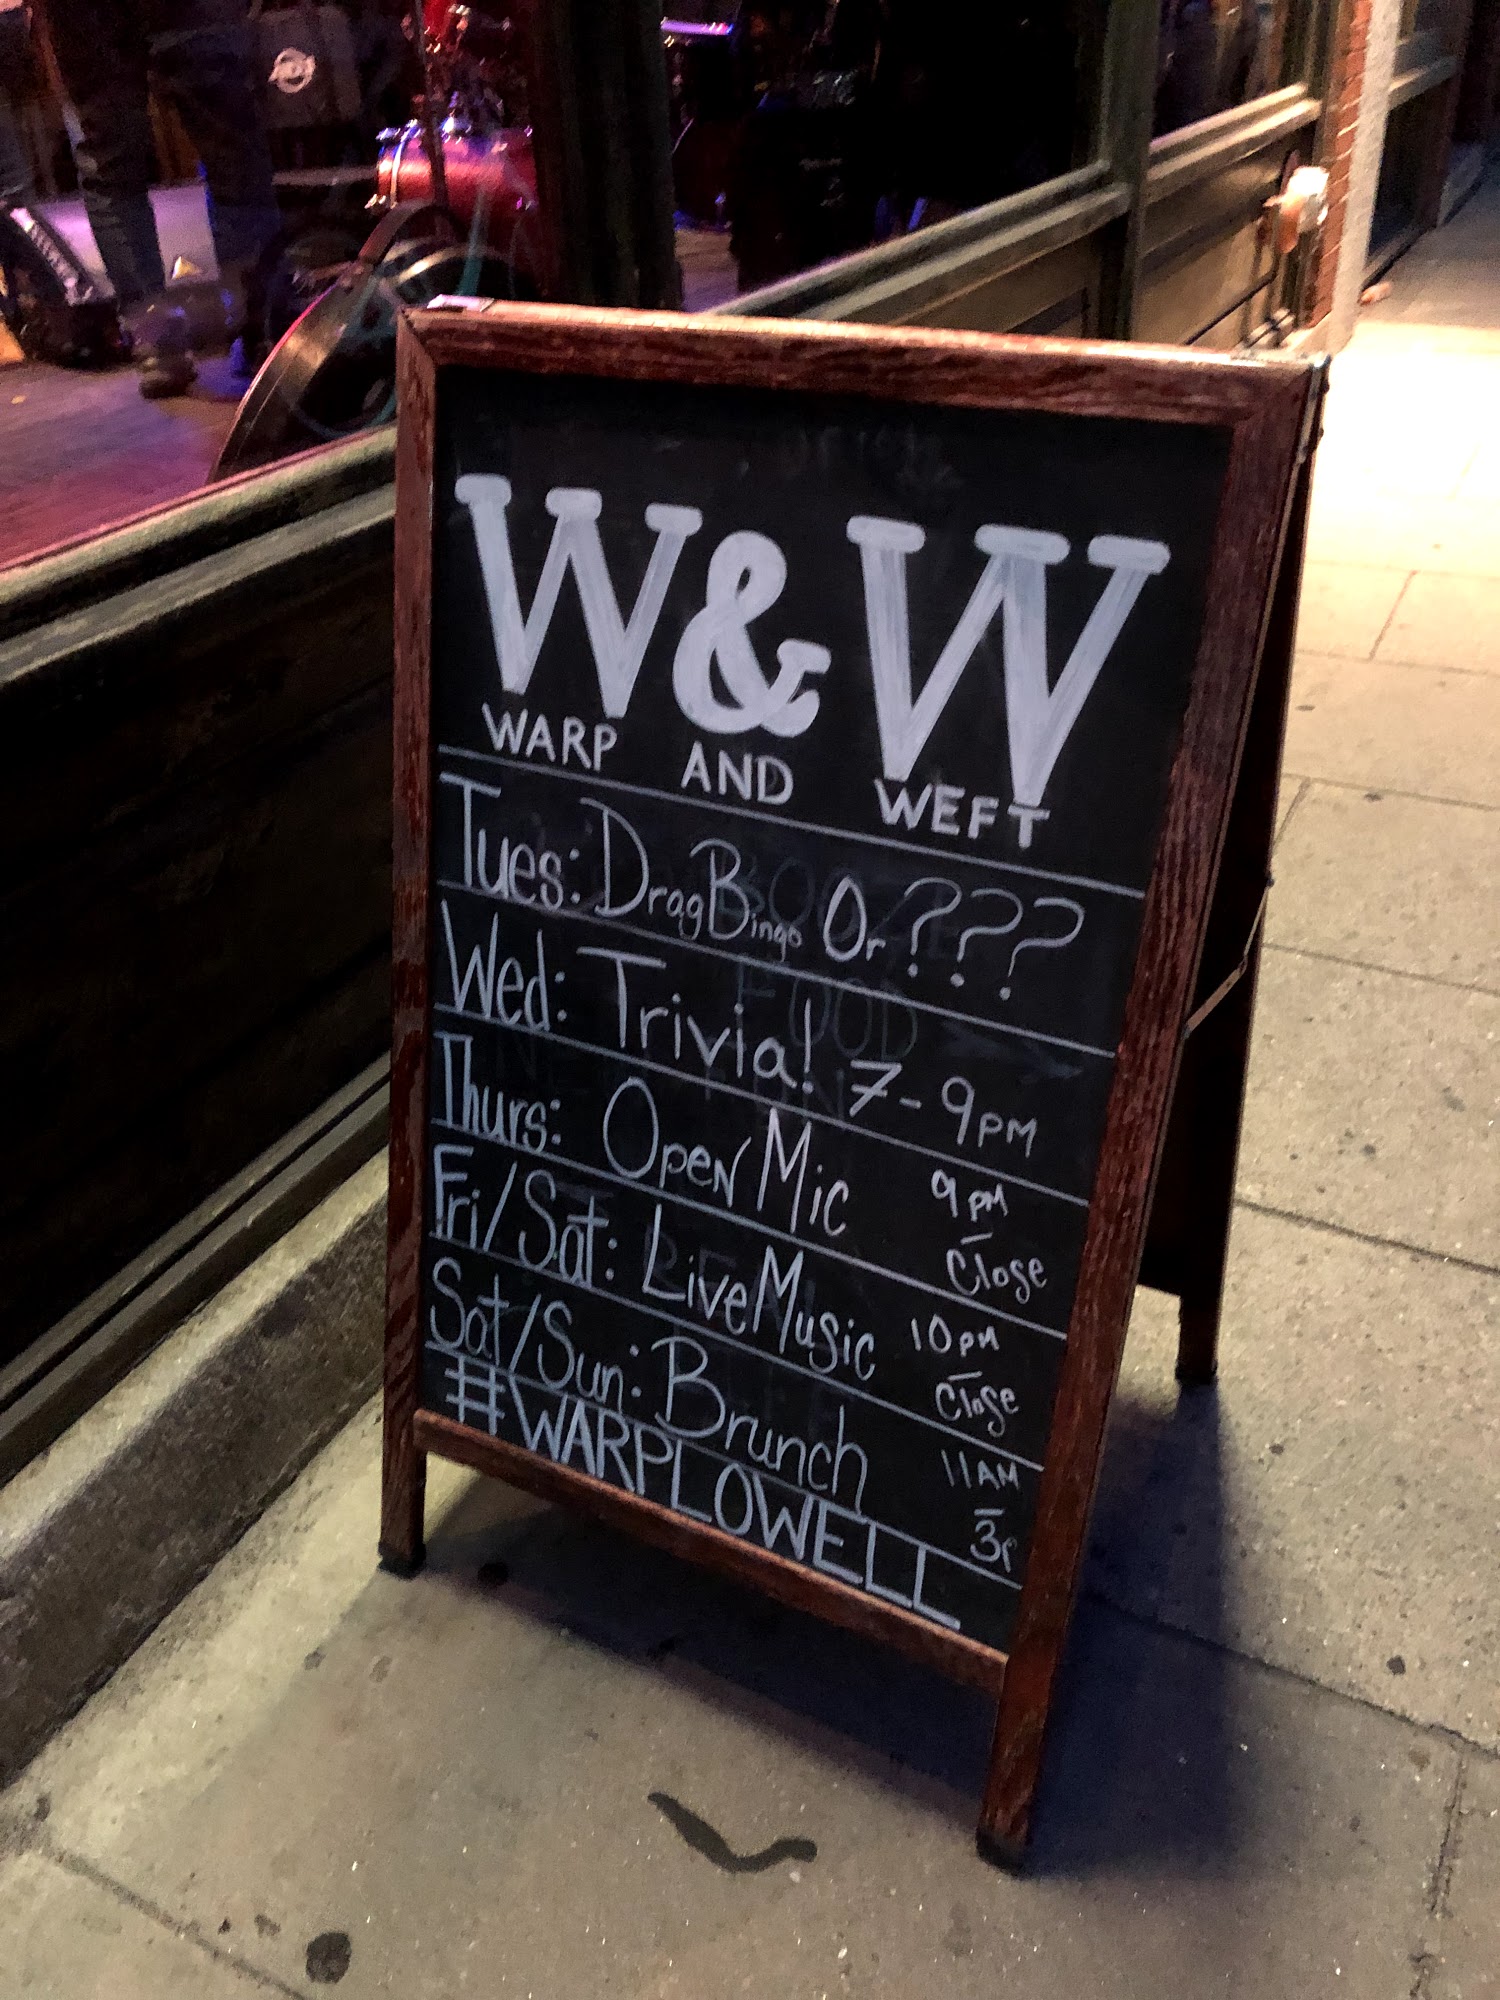 W&W
WARP AND WEFT
Tues: Drag Bingo Or ???
Wed: Trivia! 7-9PM
Thurs: Open Mic 9PM - Close
Fri/Sat: Live Music 10PM - Close
Sat/Sun: Brunch 11AM - 3P
#WARPLOWELL